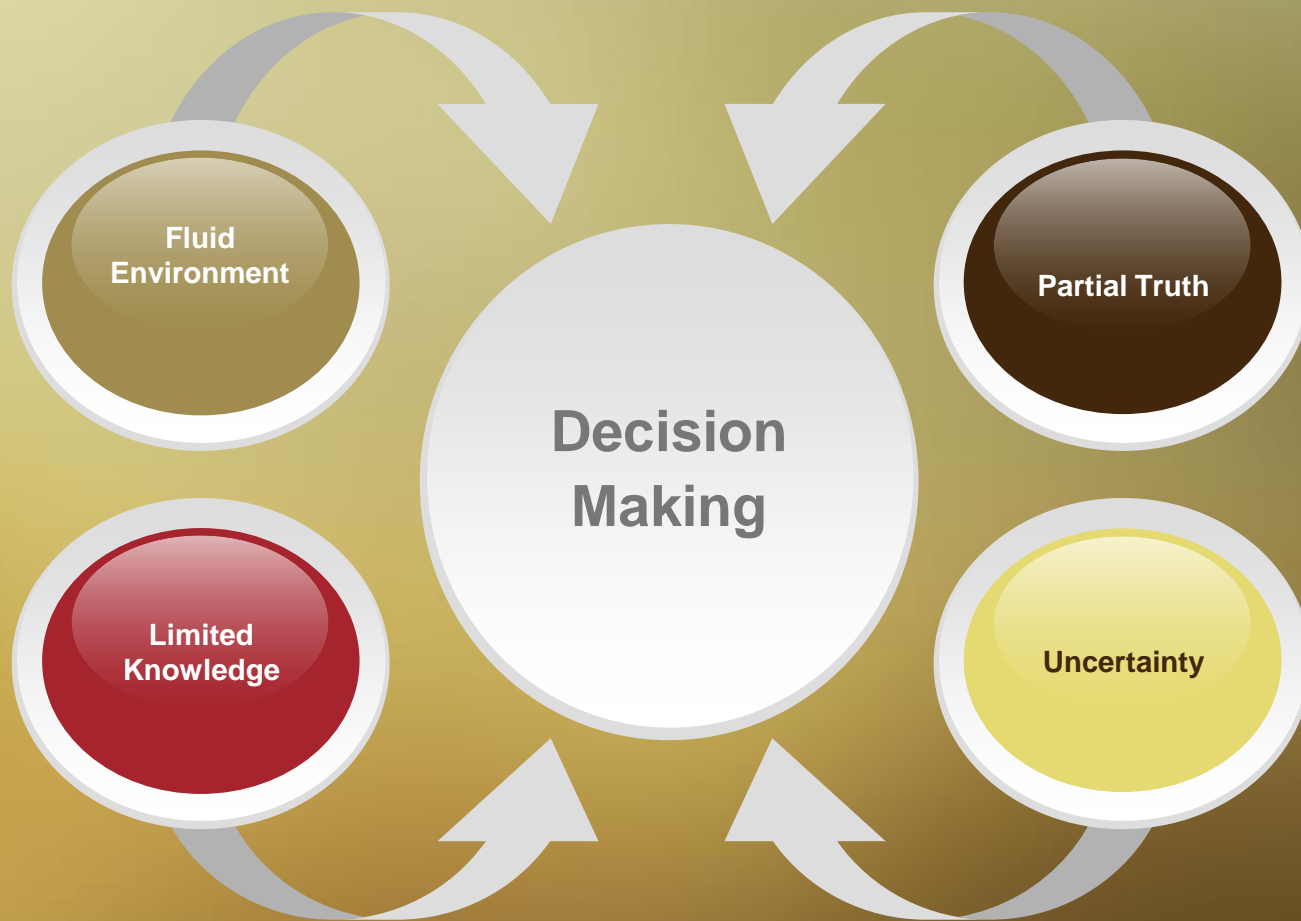 Fluid
Environment
Partial Truth
Decision
Making
Limited
Knowledge
Uncertainty